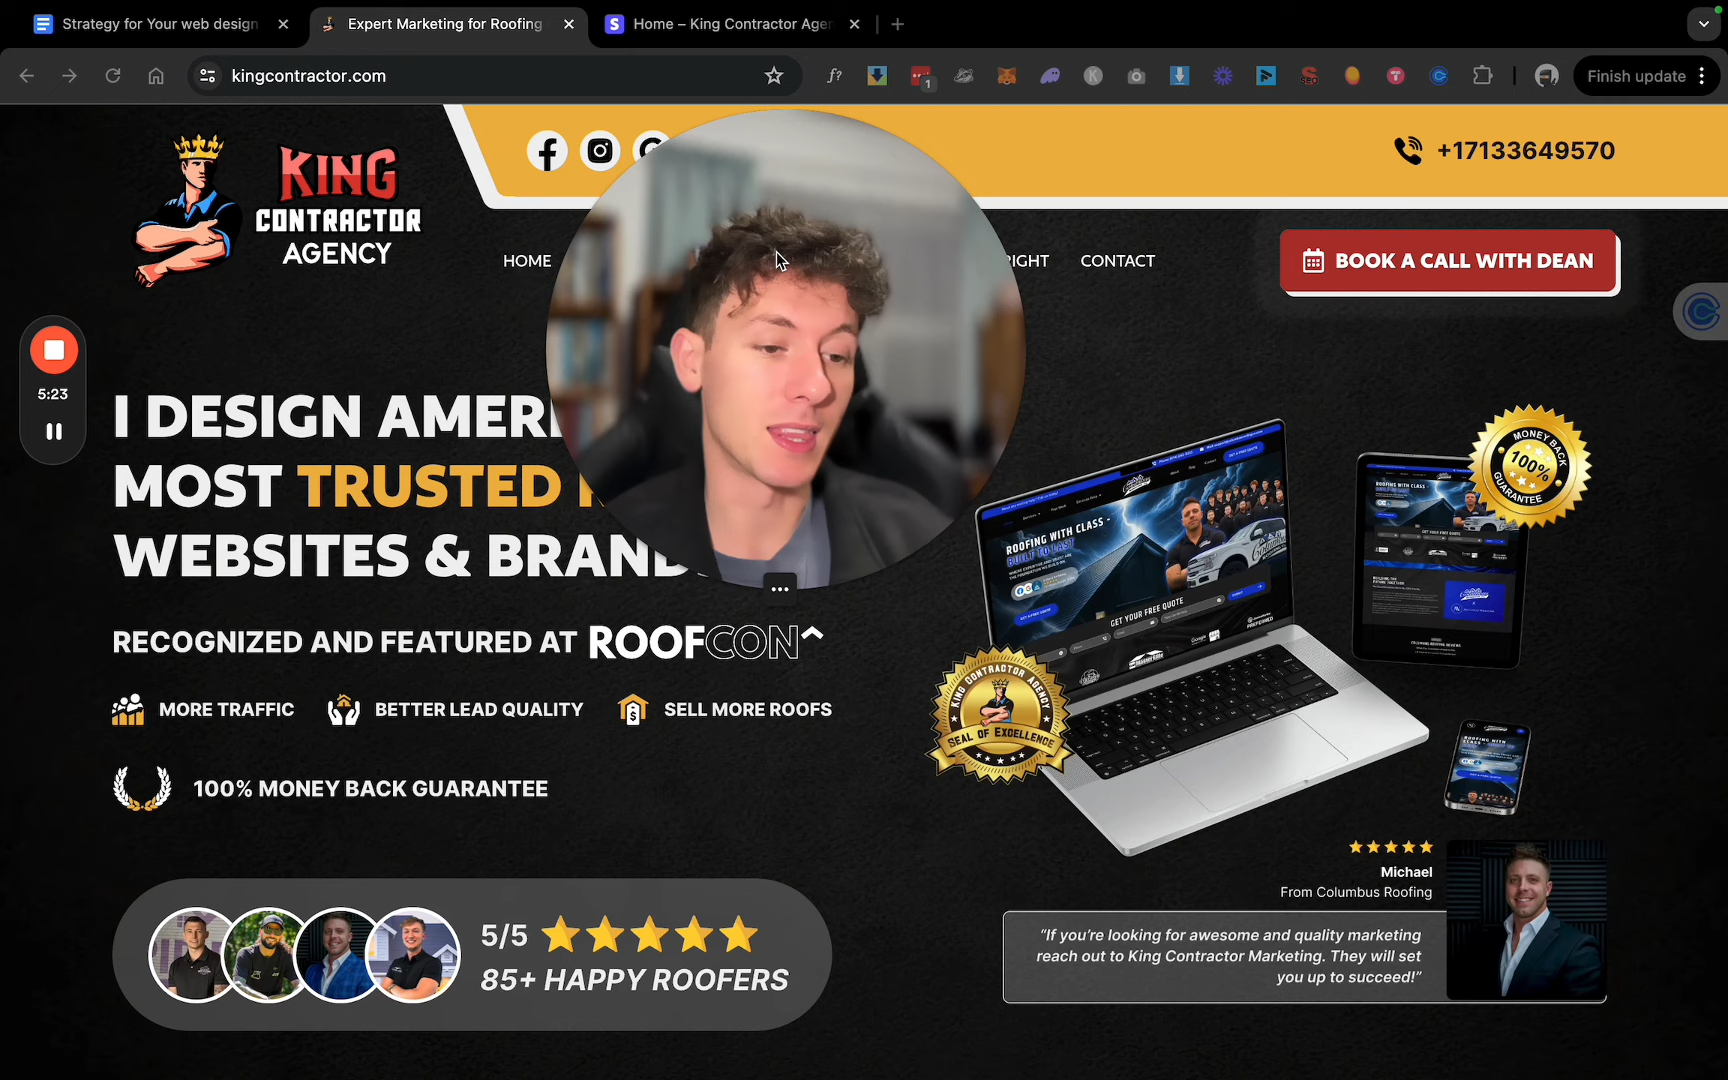 Strategy for Your web design
Expert Marketing for Roofing
Home – King Contractor Agen
kingcontractor.com
f?
1
Finish update
KING
CONTRACTOR
AGENCY
+17133649570
HOME
CONTACT
BOOK A CALL WITH DEAN
5:23
I DESIGN AMERI
MOST TRUSTED
WEBSITES & BRAND
RECOGNIZED AND FEATURED AT ROOFCON^
MORE TRAFFIC
BETTER LEAD QUALITY
SELL MORE ROOFS
100% MONEY BACK GUARANTEE
5/5
85+ HAPPY ROOFERS
MONEY BACK
100%
GUARANTEE
ROOFING WITH CLASS -
BUILT TO LAST
GET YOUR FREE QUOTE
KING CONTRACTOR AGENCY
SEAL OF EXCELLENCE
Michael
From Columbus Roofing
“If you’re looking for awesome and quality marketing
reach out to King Contractor Marketing. They will set
you up to succeed!”